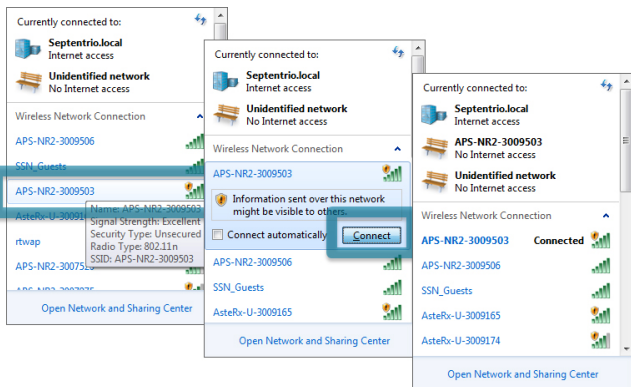 Currently connected to:
Septentrio.local
Internet access
Unidentified network
No Internet access
Wireless Network Connection
APS-NR2-3009506
SSN_Guests
APS-NR2-3009503
Name: APS-NR2-3009503
Signal Strength: Excellent
Security Type: Unsecured
Radio Type: 802.11n
SSID: APS-NR2-3009503
rtwap
Open Network and Sharing Center
Currently connected to:
Septentrio.local
Internet access
Unidentified network
No Internet access
Wireless Network Connection
APS-NR2-3009503
Information sent over this network
might be visible to others.
Connect automatically
Connect
APS-NR2-3009506
SSN_Guests
AsteRx-U-3009165
Open Network and Sharing Center
Currently connected to:
Septentrio.local
Internet access
APS-NR2-3009503
No Internet access
Unidentified network
No Internet access
Wireless Network Connection
APS-NR2-3009503 Connected
APS-NR2-3009506
SSN_Guests
AsteRx-U-3009165
AsteRx-U-3009174
Open Network and Sharing Center